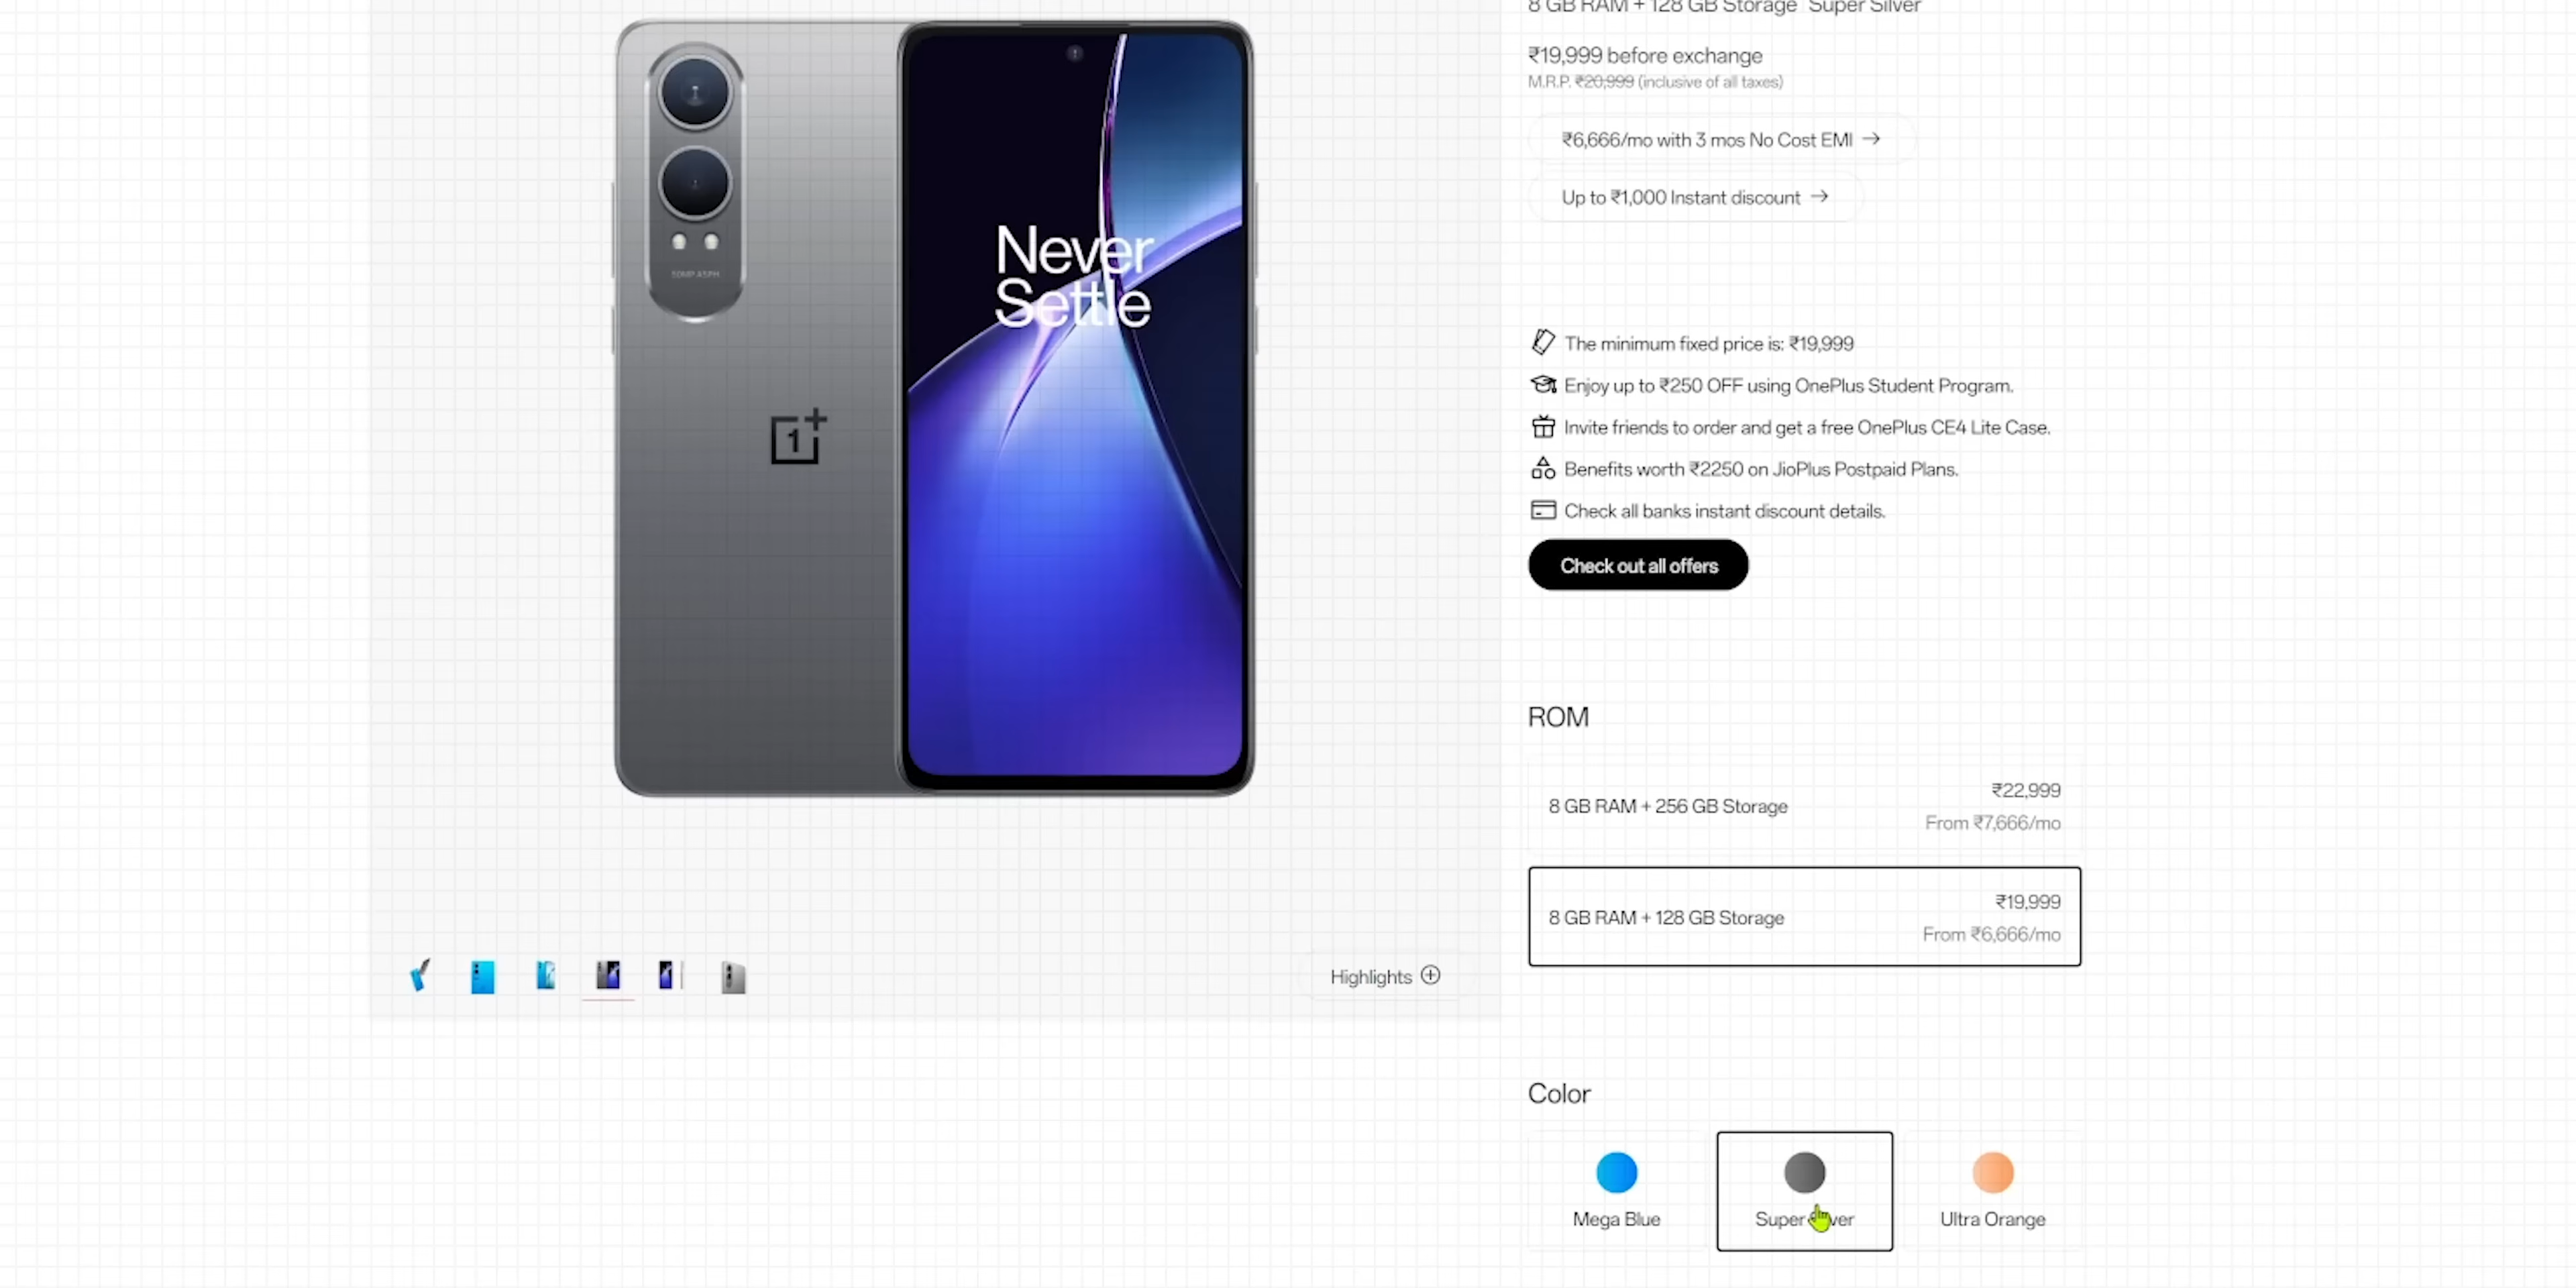 8 GB RAM + 128 GB Storage Super Silver
₹19,999 before exchange
M.R.P. ₹20,999 (inclusive of all taxes)
₹6,666/mo with 3 mos No Cost EMI →
Up to ₹1,000 Instant discount →
Never
Settle
50MP ASPH
1+
The minimum fixed price is: ₹19,999
Enjoy up to ₹250 OFF using OnePlus Student Program.
Invite friends to order and get a free OnePlus CE4 Lite Case.
Benefits worth ₹2250 on JioPlus Postpaid Plans.
Check all banks instant discount details.
Check out all offers
ROM
8 GB RAM + 256 GB Storage ₹22,999
From ₹7,666/mo
8 GB RAM + 128 GB Storage ₹19,999
From ₹6,666/mo
Highlights
Color
Mega Blue
Super
Ultra Orange